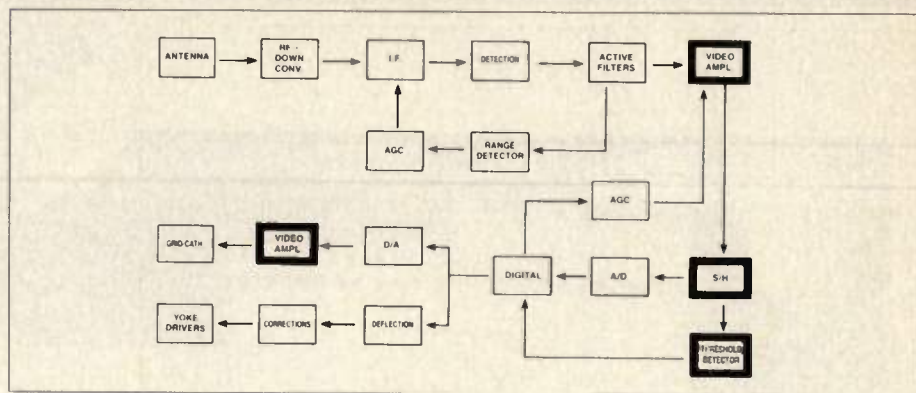 ANTENNA
RF -
DOWN
CONV.
I.F.
DETECTION
ACTIVE
FILTERS
VIDEO
AMPL
AGC
RANGE
DETECTOR
AGC
GRID-CATH
VIDEO
AMPL
D/A
DIGITAL
A/D
S/H
YOKE
DRIVERS
CORRECTIONS
DEFLECTION
THRESHOLD
DETECTOR